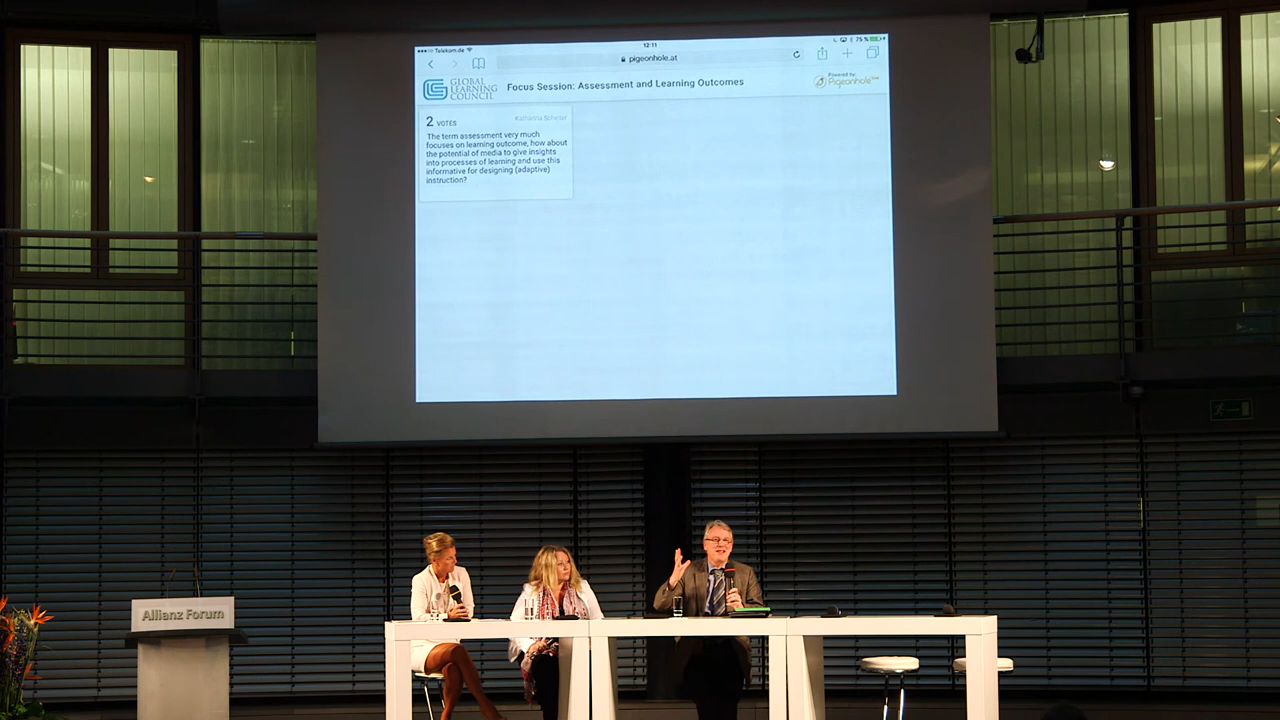 Telekom.de
12:11
75 %
pigeonhole.at
GLOBAL
LEARNING
COUNCIL
Focus Session: Assessment and Learning Outcomes
Powered by:
Pigeonhole
2 VOTES
Katharina Scheiter
The term assessment very much
focuses on learning outcome, how about
the potential of media to give insights
into processes of learning and use this
informative for designing (adaptive)
instruction?
Allianz Forum